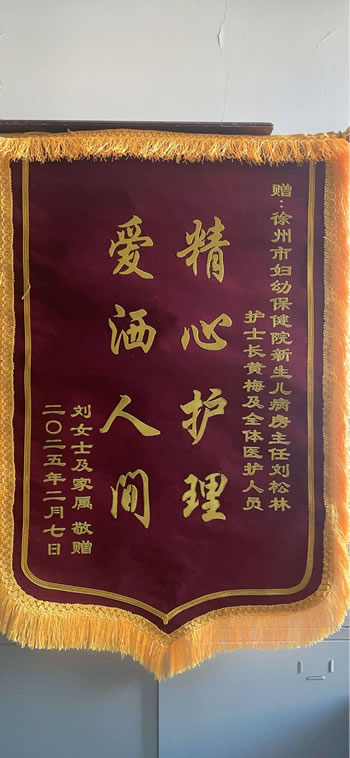 赠：徐州市妇幼保健院新生儿病房主任刘松林
护士长黄梅及全体医护人员
精心护理
爱洒人间
刘女士及家属敬赠
二〇二五年二月七日